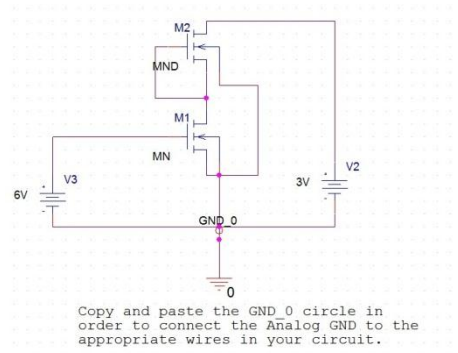 M2
MND
M1
MN
V3
6V
V2
3V
GND_0
0
Copy and paste the GND_0 circle in
order to connect the Analog GND to the
appropriate wires in your circuit.